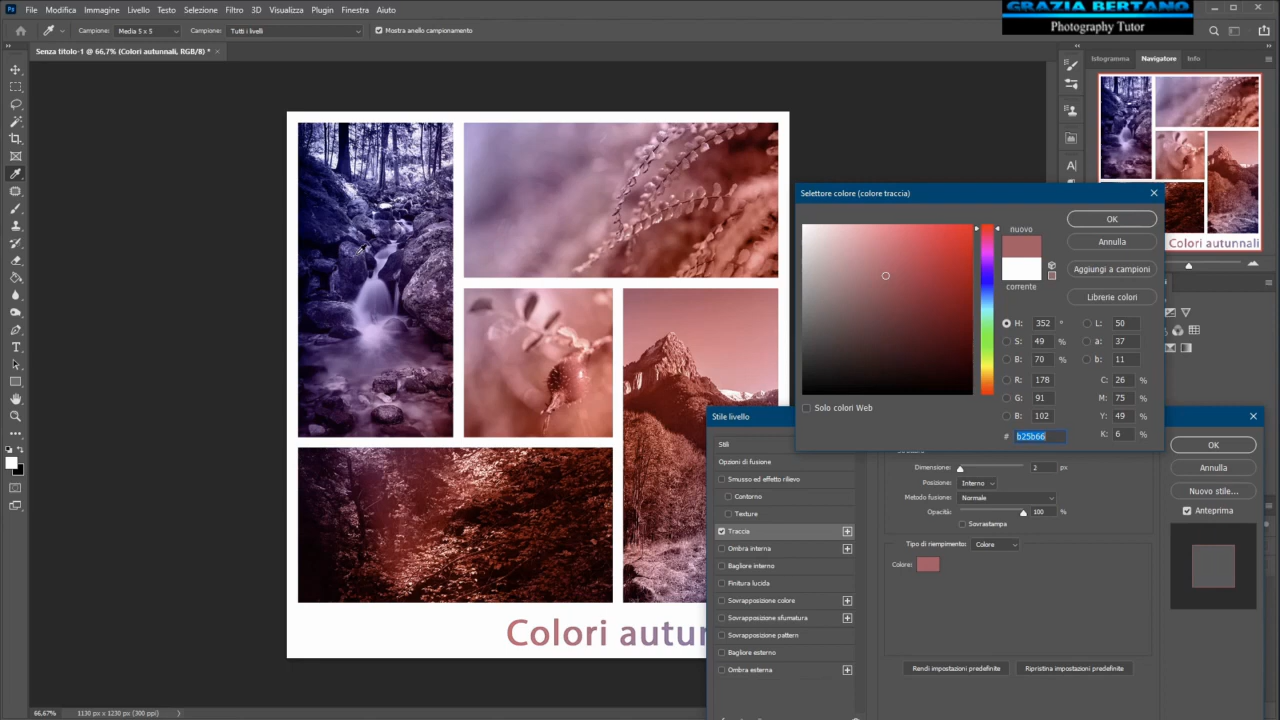 File Modifica Immagine Livello Testo Selezione Filtro 3D Visualizza Plugin Finestra Aiuto
GRAZIA BERTANO
Photography Tutor
Campione: Media 5 x 5 Campione: Tutti i livelli Mostra anello campionamento
Senza titolo-1 @ 66,7% (Colori autunnali, RGB/8) * ×
Istogramma Navigatore Info
Colori autunnali
Selettore colore (colore traccia)
nuovo
corrente
OK
Annulla
Aggiungi a campioni
Librerie colori
H: 352 ° L: 50
S: 49 % a: 37
B: 70 % b: 11
R: 178 C: 26 %
G: 91 M: 75 %
B: 102 Y: 49 %
# b25b66 K: 6 %
Solo colori Web
Stile livello
Stili
Opzioni di fusione
Smusso ed effetto rilievo
Contorno
Texture
Traccia
Ombra interna
Bagliore interno
Finitura lucida
Sovrapposizione colore
Sovrapposizione sfumatura
Sovrapposizione pattern
Bagliore esterno
Ombra esterna
Dimensione: 2 px
Posizione: Interno
Metodo fusione: Normale
Opacità: 100 %
Sovrastampa
Tipo di riempimento: Colore
Colore:
Rendi impostazioni predefinite Ripristina impostazioni predefinite
OK
Annulla
Nuovo stile...
Anteprima
Colori autun
66,67% 1130 px x 1230 px (300 ppi)